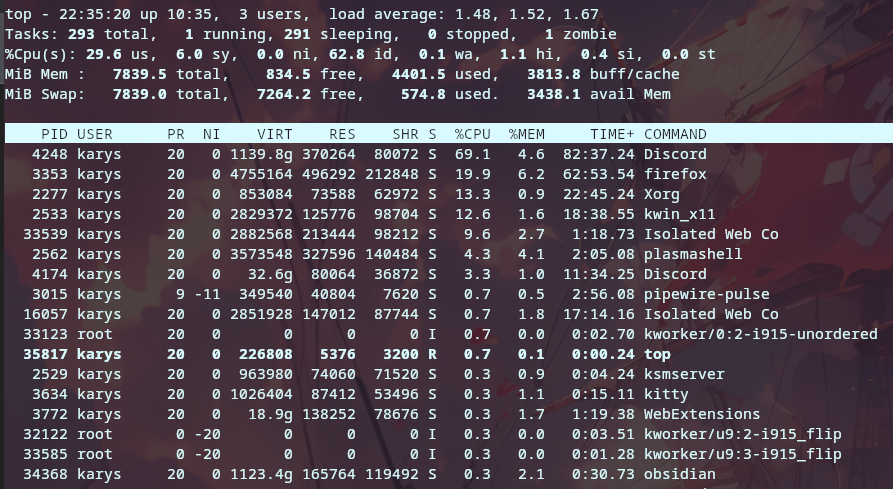 top - 22:35:20 up 10:35,  3 users,  load average: 1.48, 1.52, 1.67
Tasks: 293 total,   1 running, 291 sleeping,   0 stopped,   1 zombie
%Cpu(s): 29.6 us,  6.0 sy,  0.0 ni, 62.8 id,  0.1 wa,  1.1 hi,  0.4 si,  0.0 st
MiB Mem :   7839.5 total,    834.5 free,   4401.5 used,   3813.8 buff/cache
MiB Swap:   7839.0 total,   7264.2 free,    574.8 used.   3438.1 avail Mem
    PID USER      PR  NI    VIRT    RES    SHR S  %CPU  %MEM     TIME+ COMMAND
   4248 karys     20   0 1139.8g 370264  80072 S  69.1   4.6  82:37.24 Discord
   3353 karys     20   0 4755164 496292 212848 S  19.9   6.2  62:53.54 firefox
   2277 karys     20   0  853084  73588  62972 S  13.3   0.9  22:45.24 Xorg
   2533 karys     20   0 2829372 125776  98704 S  12.6   1.6  18:38.55 kwin_x11
  33539 karys     20   0 2882568 213444  98212 S   9.6   2.7   1:18.73 Isolated Web Co
   2562 karys     20   0 3573548 327596 140484 S   4.3   4.1   2:05.08 plasmashell
   4174 karys     20   0   32.6g  80064  36872 S   3.3   1.0  11:34.25 Discord
   3015 karys      9 -11  349540  40804   7620 S   0.7   0.5   2:56.08 pipewire-pulse
  16057 karys     20   0 2851928 147012  87744 S   0.7   1.8  17:14.16 Isolated Web Co
  33123 root      20   0       0      0      0 I   0.7   0.0   0:02.70 kworker/0:2-i915-unordered
  35817 karys     20   0  226808   5376   3200 R   0.7   0.1   0:00.24 top
   2529 karys     20   0  963980  74060  71520 S   0.3   0.9   0:04.24 ksmserver
   3634 karys     20   0 1026404  87412  53496 S   0.3   1.1   0:15.11 kitty
   3772 karys     20   0   18.9g 138252  78676 S   0.3   1.7   1:19.38 WebExtensions
  32122 root       0 -20       0      0      0 I   0.3   0.0   0:03.51 kworker/u9:2-i915_flip
  33585 root       0 -20       0      0      0 I   0.3   0.0   0:01.28 kworker/u9:3-i915_flip
  34368 karys     20   0 1123.4g 165764 119492 S   0.3   2.1   0:30.73 obsidian